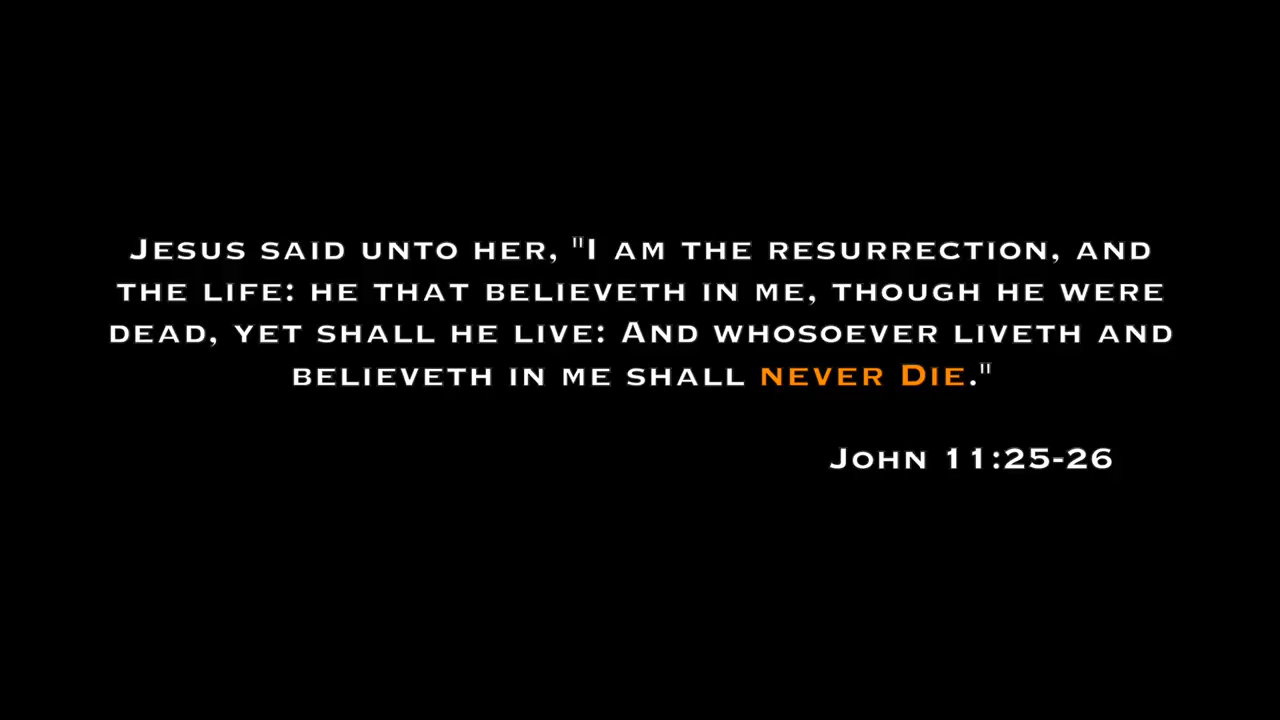 Jesus said unto her, "I am the resurrection, and
the life: he that believeth in me, though he were
dead, yet shall he live: And whosoever liveth and
believeth in me shall never Die."
John 11:25-26